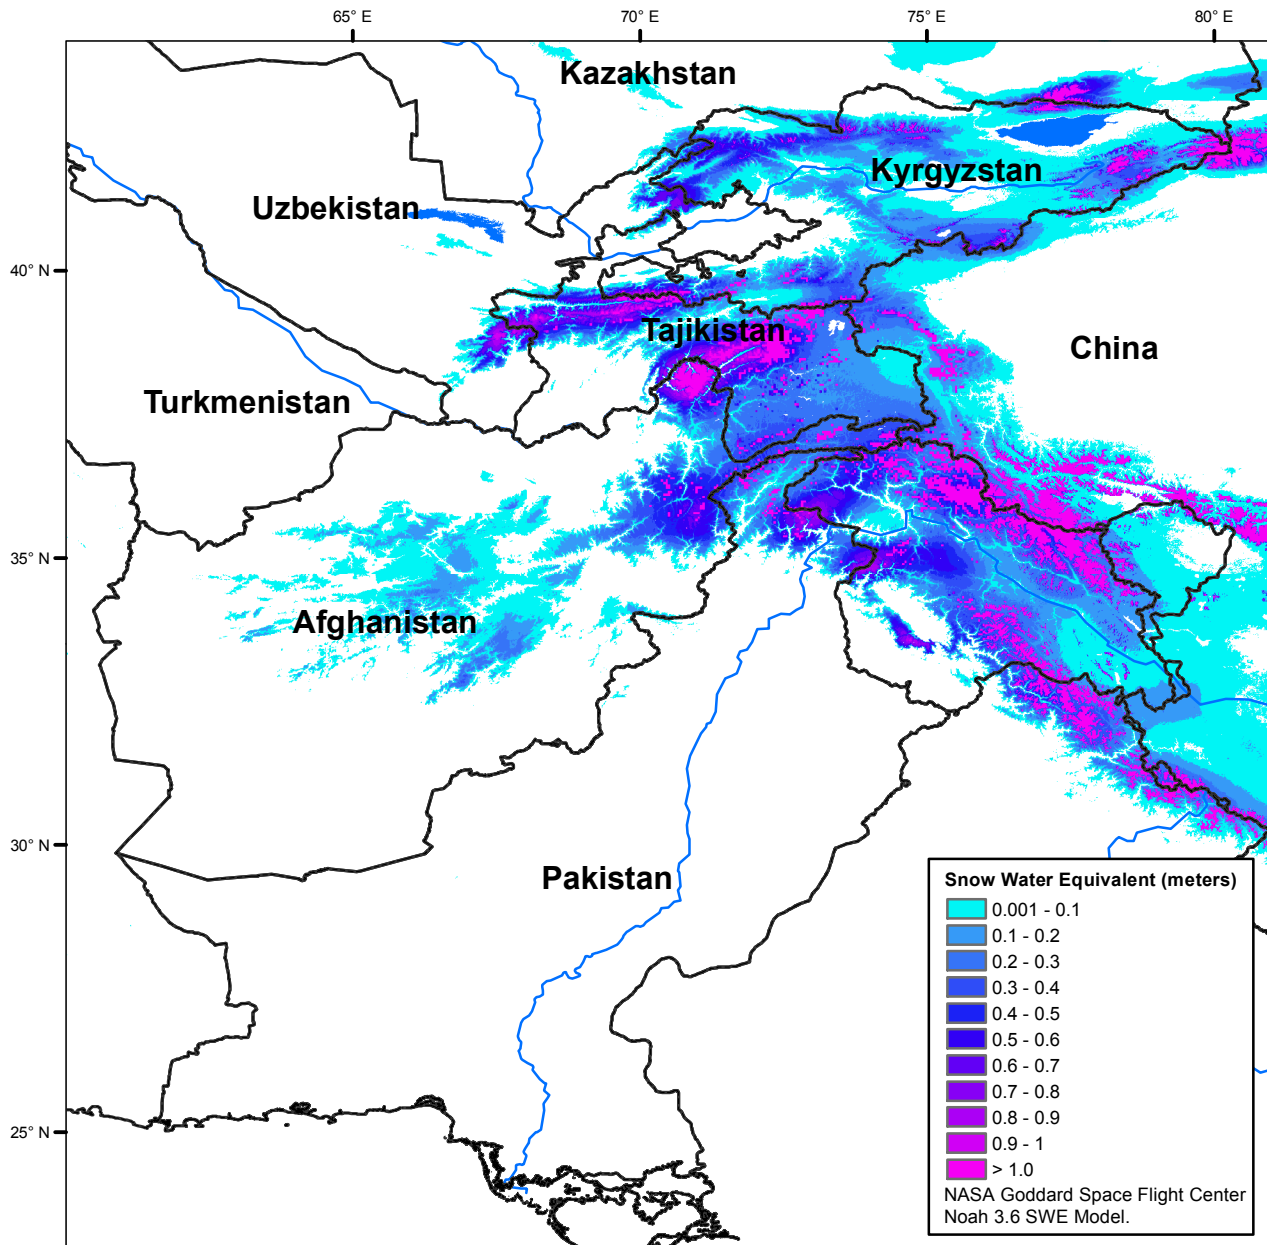 65° E
70° E
75° E
80° E
Kazakhstan
Kyrgyzstan
Uzbekistan
40° N
Tajikistan
China
Turkmenistan
35° N
Afghanistan
30° N
Pakistan
25° N
Snow Water Equivalent (meters)
0.001 - 0.1
0.1 - 0.2
0.2 - 0.3
0.3 - 0.4
0.4 - 0.5
0.5 - 0.6
0.6 - 0.7
0.7 - 0.8
0.8 - 0.9
0.9 - 1
> 1.0
NASA Goddard Space Flight Center
Noah 3.6 SWE Model.